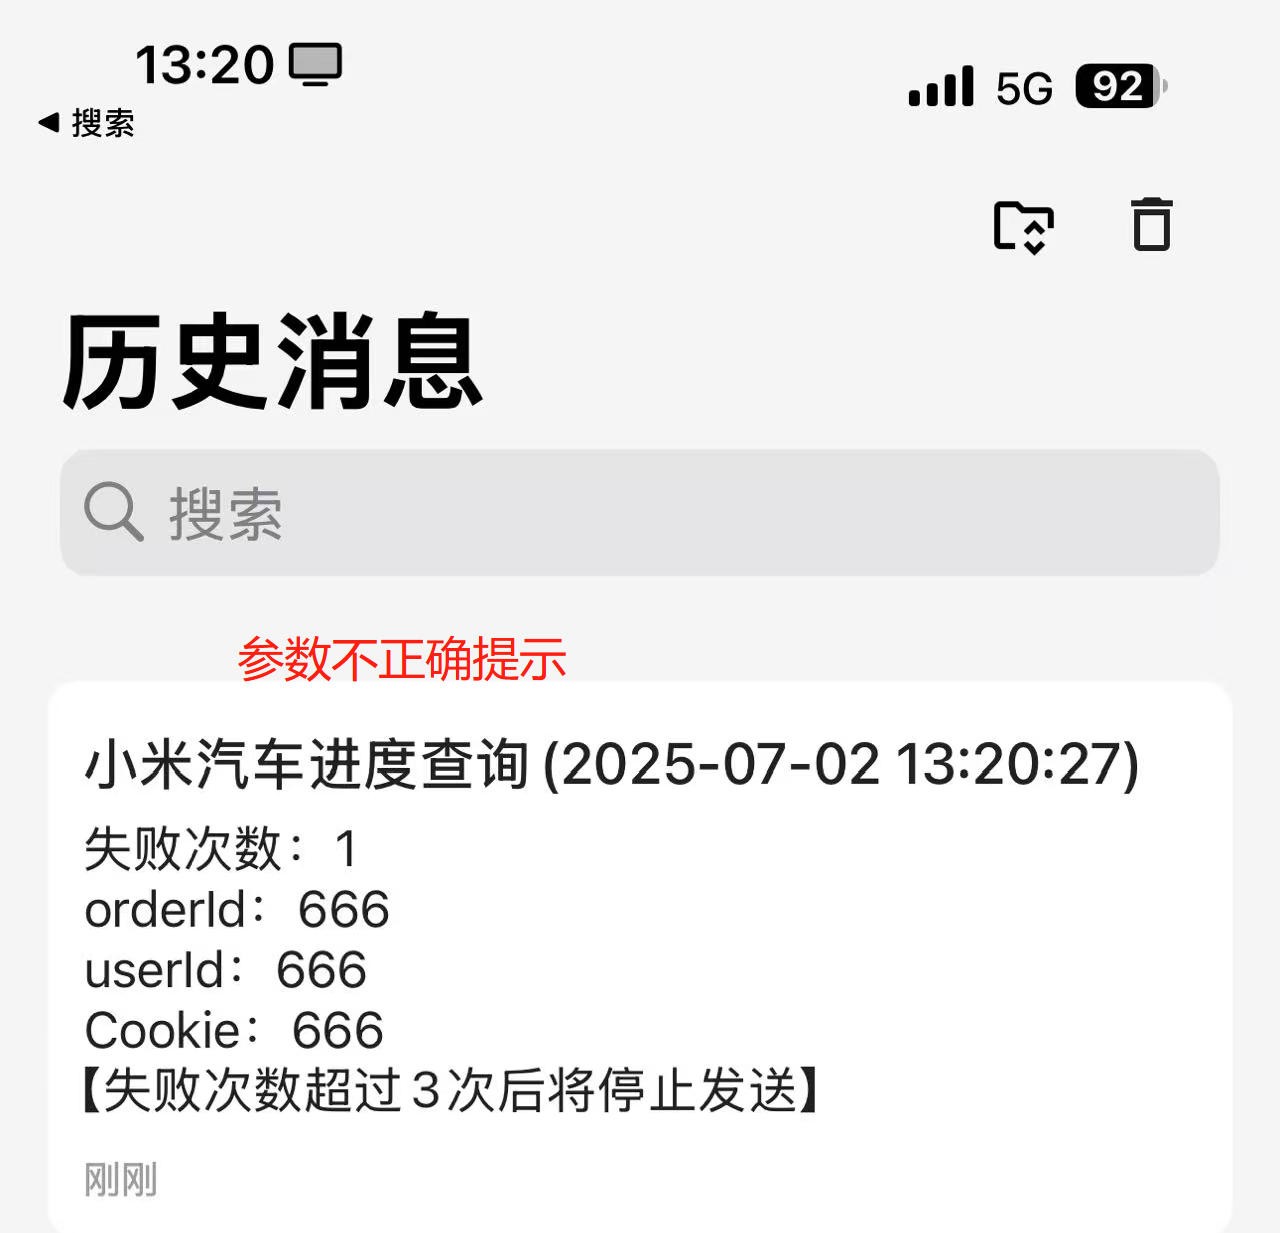 13:20
5G 92
搜索
历史消息
搜索
参数不正确提示
小米汽车进度查询(2025-07-02 13:20:27)
失败次数：1
orderId：666
userId：666
Cookie：666
【失败次数超过3次后将停止发送】
刚刚